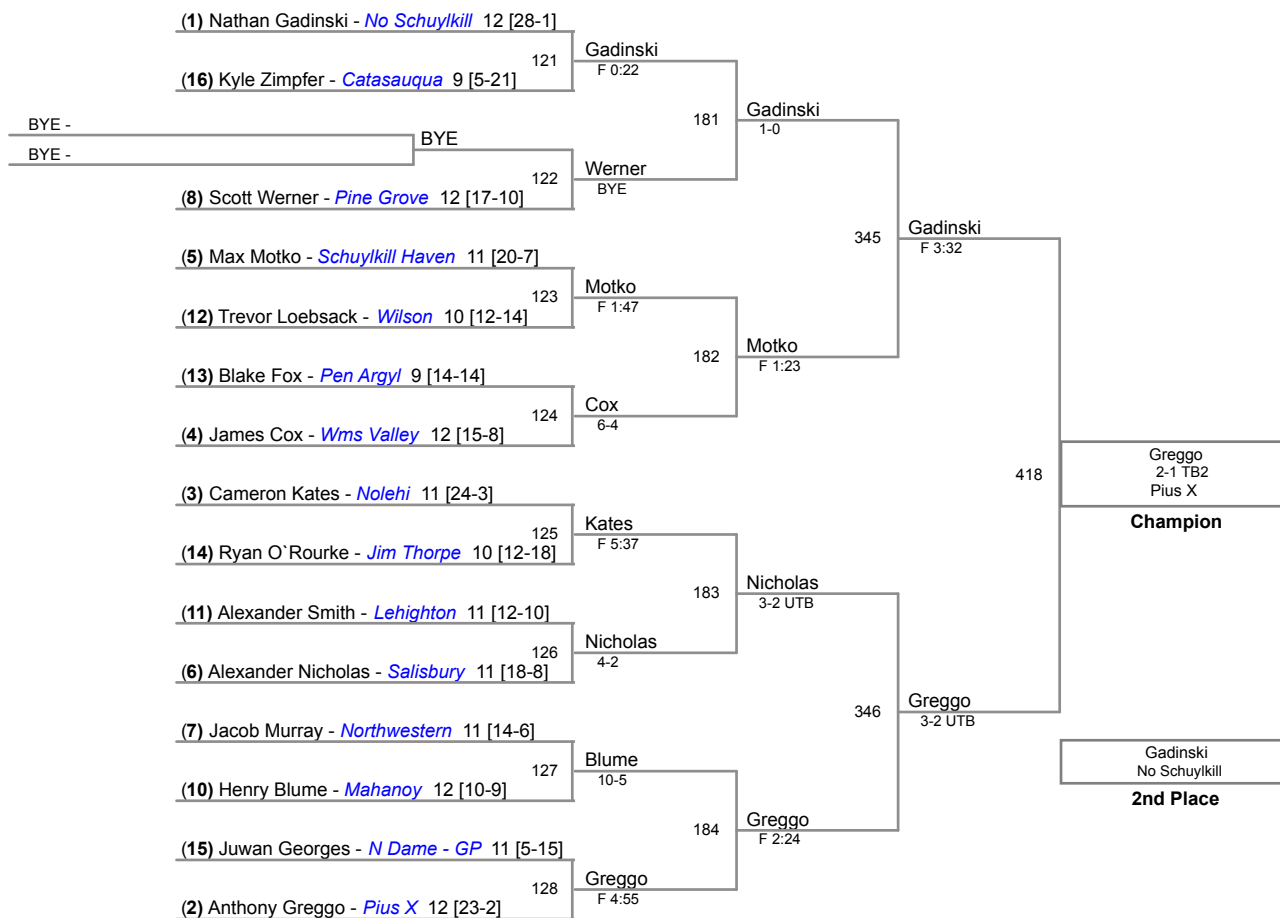 (1) Nathan Gadinski - No Schuylkill 12 [28-1]
121
Gadinski
F 0:22
(16) Kyle Zimpfer - Catasauqua 9 [5-21]
181
Gadinski
1-0
BYE -
BYE
BYE -
122
Werner
BYE
(8) Scott Werner - Pine Grove 12 [17-10]
345
Gadinski
F 3:32
(5) Max Motko - Schuylkill Haven 11 [20-7]
123
Motko
F 1:47
(12) Trevor Loebsack - Wilson 10 [12-14]
182
Motko
F 1:23
(13) Blake Fox - Pen Argyl 9 [14-14]
124
Cox
6-4
(4) James Cox - Wms Valley 12 [15-8]
418
Greggo
2-1 TB2
Pius X
Champion
(3) Cameron Kates - Nolehi 11 [24-3]
125
Kates
F 5:37
(14) Ryan O`Rourke - Jim Thorpe 10 [12-18]
183
Nicholas
3-2 UTB
(11) Alexander Smith - Lehighton 11 [12-10]
126
Nicholas
4-2
(6) Alexander Nicholas - Salisbury 11 [18-8]
346
Greggo
3-2 UTB
(7) Jacob Murray - Northwestern 11 [14-6]
127
Blume
10-5
(10) Henry Blume - Mahanoy 12 [10-9]
Gadinski
No Schuylkill
2nd Place
184
Greggo
F 2:24
(15) Juwan Georges - N Dame - GP 11 [5-15]
128
Greggo
F 4:55
(2) Anthony Greggo - Pius X 12 [23-2]